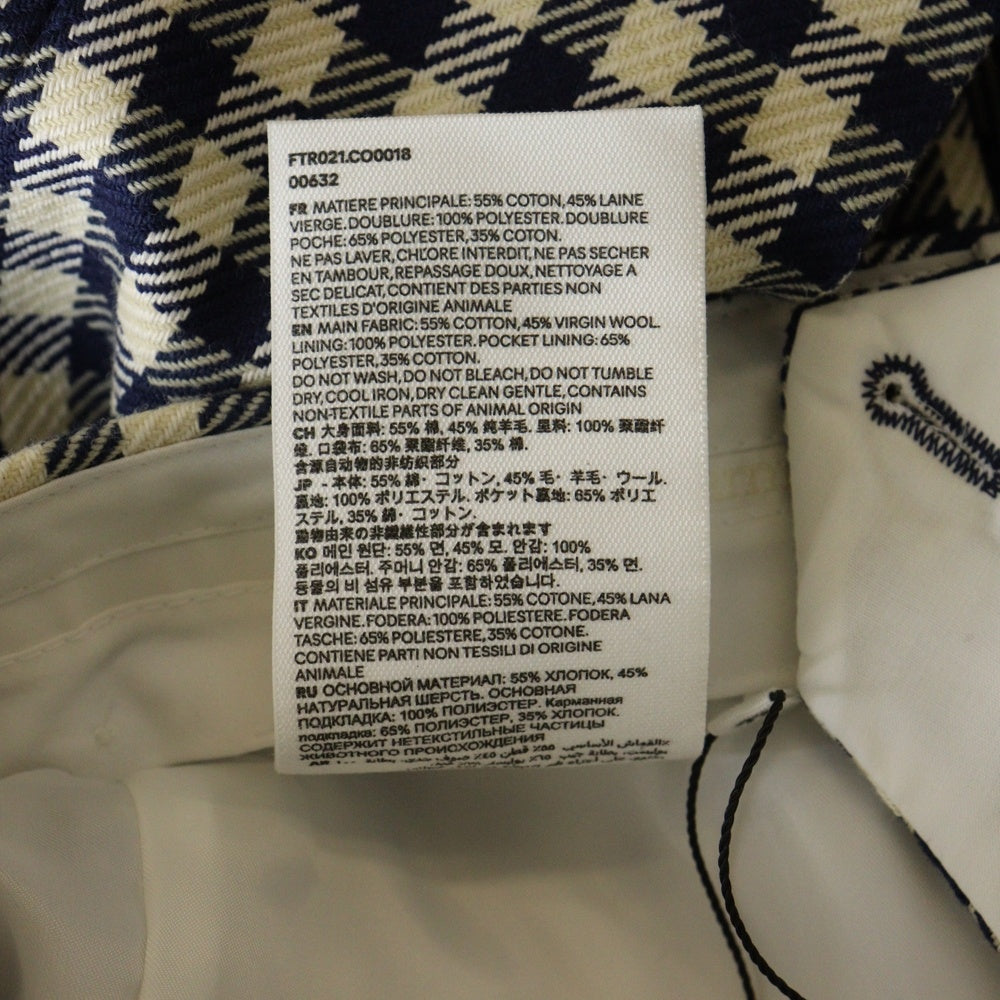 FTR021.CO0018
00632
FR MATIERE PRINCIPALE: 55% COTON, 45% LAINE
VIERGE. DOUBLURE: 100% POLYESTER. DOUBLURE
POCHE: 65% POLYESTER, 35% COTON.
NE PAS LAVER, CHLORE INTERDIT, NE PAS SECHER
EN TAMBOUR, REPASSAGE DOUX, NETTOYAGE A
SEC DELICAT, CONTIENT DES PARTIES NON
TEXTILES D'ORIGINE ANIMALE
EN MAIN FABRIC: 55% COTTON, 45% VIRGIN WOOL.
LINING: 100% POLYESTER. POCKET LINING: 65%
POLYESTER, 35% COTTON.
DO NOT WASH, DO NOT BLEACH, DO NOT TUMBLE
DRY, COOL IRON, DRY CLEAN GENTLE, CONTAINS
NON-TEXTILE PARTS OF ANIMAL ORIGIN
CH 大身面料: 55% 棉, 45% 纯羊毛. 里料: 100% 聚酯纤
维. 口袋布: 65% 聚酯纤维, 35% 棉.
含源自动物的非纺织部分
JP - 本体: 55% 綿・コットン, 45% 毛・羊毛・ウール.
裏地: 100% ポリエステル. ポケット裏地: 65% ポリエ
ステル, 35% 綿・コットン.
動物由来の非繊維性部分が含まれます
KO 메인 원단: 55% 면, 45% 모. 안감: 100%
폴리에스터. 주머니 안감: 65% 폴리에스터, 35% 면.
동물의 비 섬유 부분을 포함하였습니다.
IT MATERIALE PRINCIPALE: 55% COTONE, 45% LANA
VERGINE. FODERA: 100% POLIESTERE. FODERA
TASCHE: 65% POLIESTERE, 35% COTONE.
CONTIENE PARTI NON TESSILI DI ORIGINE
ANIMALE
RU ОСНОВНОЙ МАТЕРИАЛ: 55% ХЛОПОК, 45%
НАТУРАЛЬНАЯ ШЕРСТЬ. ОСНОВНАЯ
ПОДКЛАДКА: 100% ПОЛИЭСТЕР. Карманная
подкладка: 65% ПОЛИЭСТЕР, 35% ХЛОПОК.
СОДЕРЖИТ НЕТЕКСТИЛЬНЫЕ ЧАСТИЦЫ
ЖИВОТНОГО ПРОИСХОЖДЕНИЯ
القماش الأساسي ٥٥٪ قطن ٤٥٪ صوف